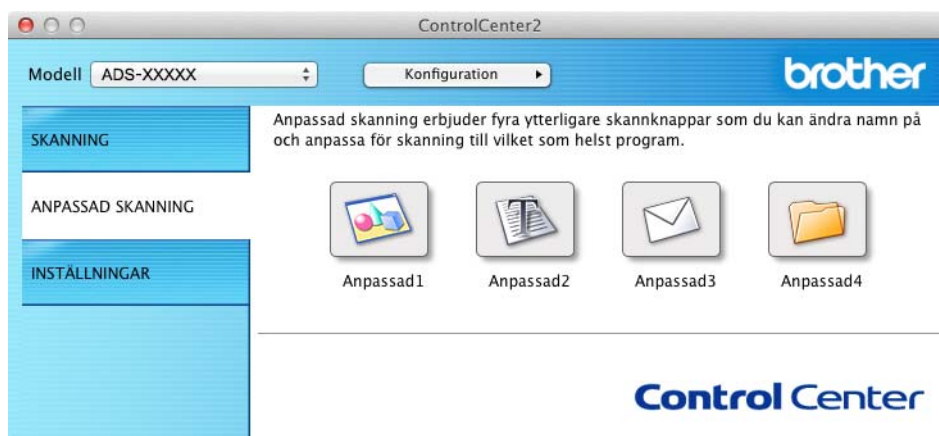 ControlCenter2
Modell ADS-XXXXX Konfiguration brother
SKANNING
ANPASSAD SKANNING
INSTÄLLNINGAR
Anpassad skanning erbjuder fyra ytterligare skannknappar som du kan ändra namn på
och anpassa för skanning till vilket som helst program.
Anpassad1 Anpassad2 Anpassad3 Anpassad4
Control Center